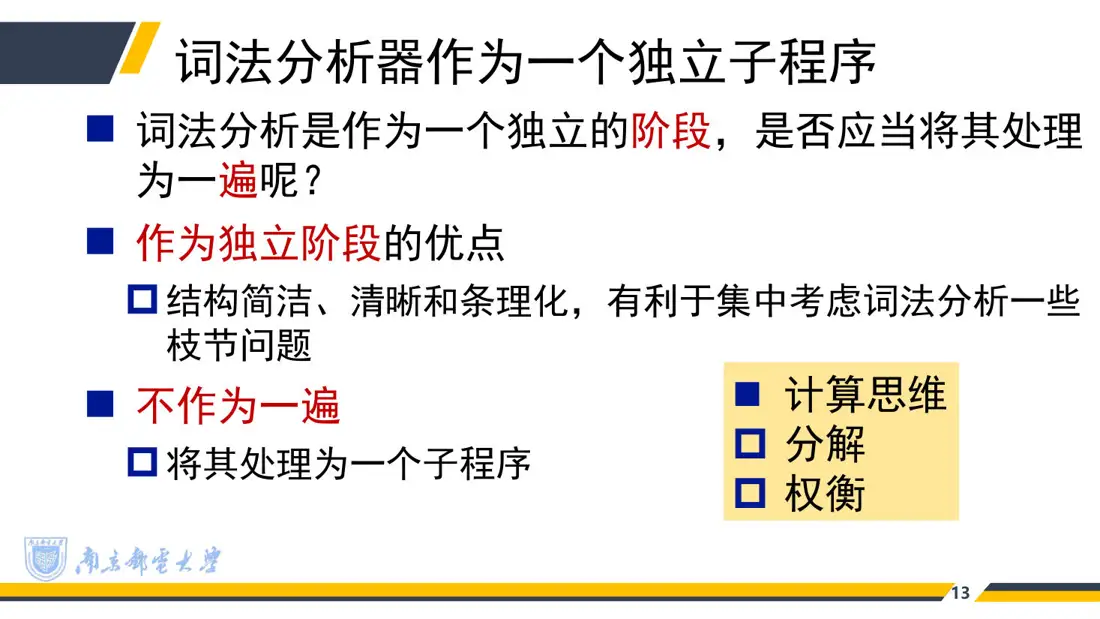 词法分析器作为一个独立子程序
词法分析是作为一个独立的阶段，是否应当将其处理
为一遍呢？
作为独立阶段的优点
结构简洁、清晰和条理化，有利于集中考虑词法分析一些
枝节问题
不作为一遍
将其处理为一个子程序
计算思维
分解
权衡
南京邮电大学
13